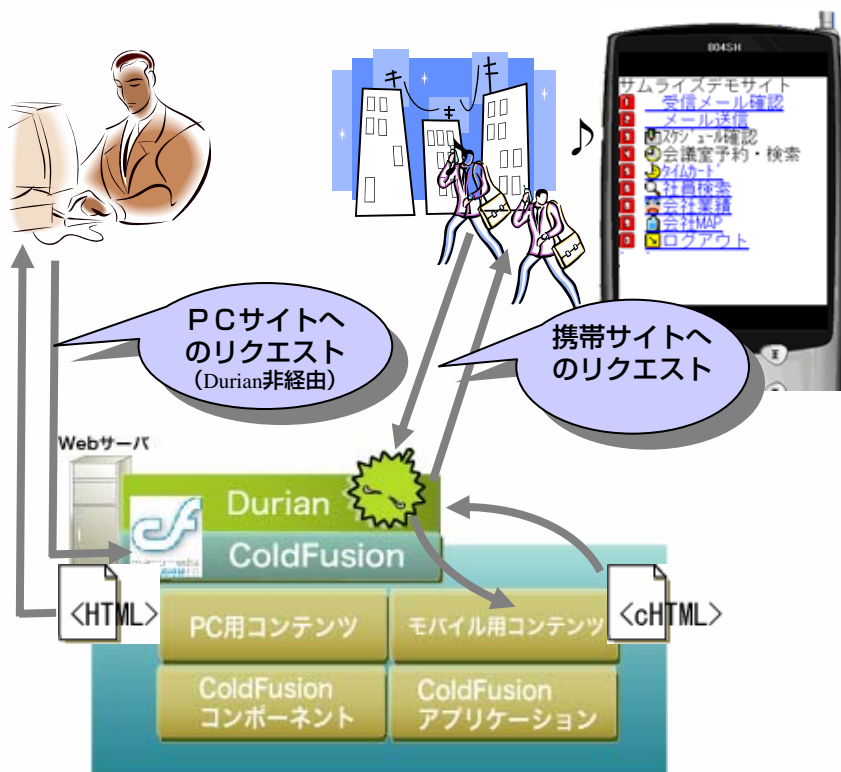 804SH
サムライズデモサイト
1 受信メール確認
2 メール送信
スケジュール確認
会議室予約・検索
タイムカード
社員検索
会社業績
会社MAP
ログアウト
PCサイトへ
のリクエスト
(Durian非経由)
携帯サイトへ
のリクエスト
Webサーバ
Durian
ColdFusion
<HTML>
<cHTML>
PC用コンテンツ
モバイル用コンテンツ
ColdFusion
コンポーネント
ColdFusion
アプリケーション